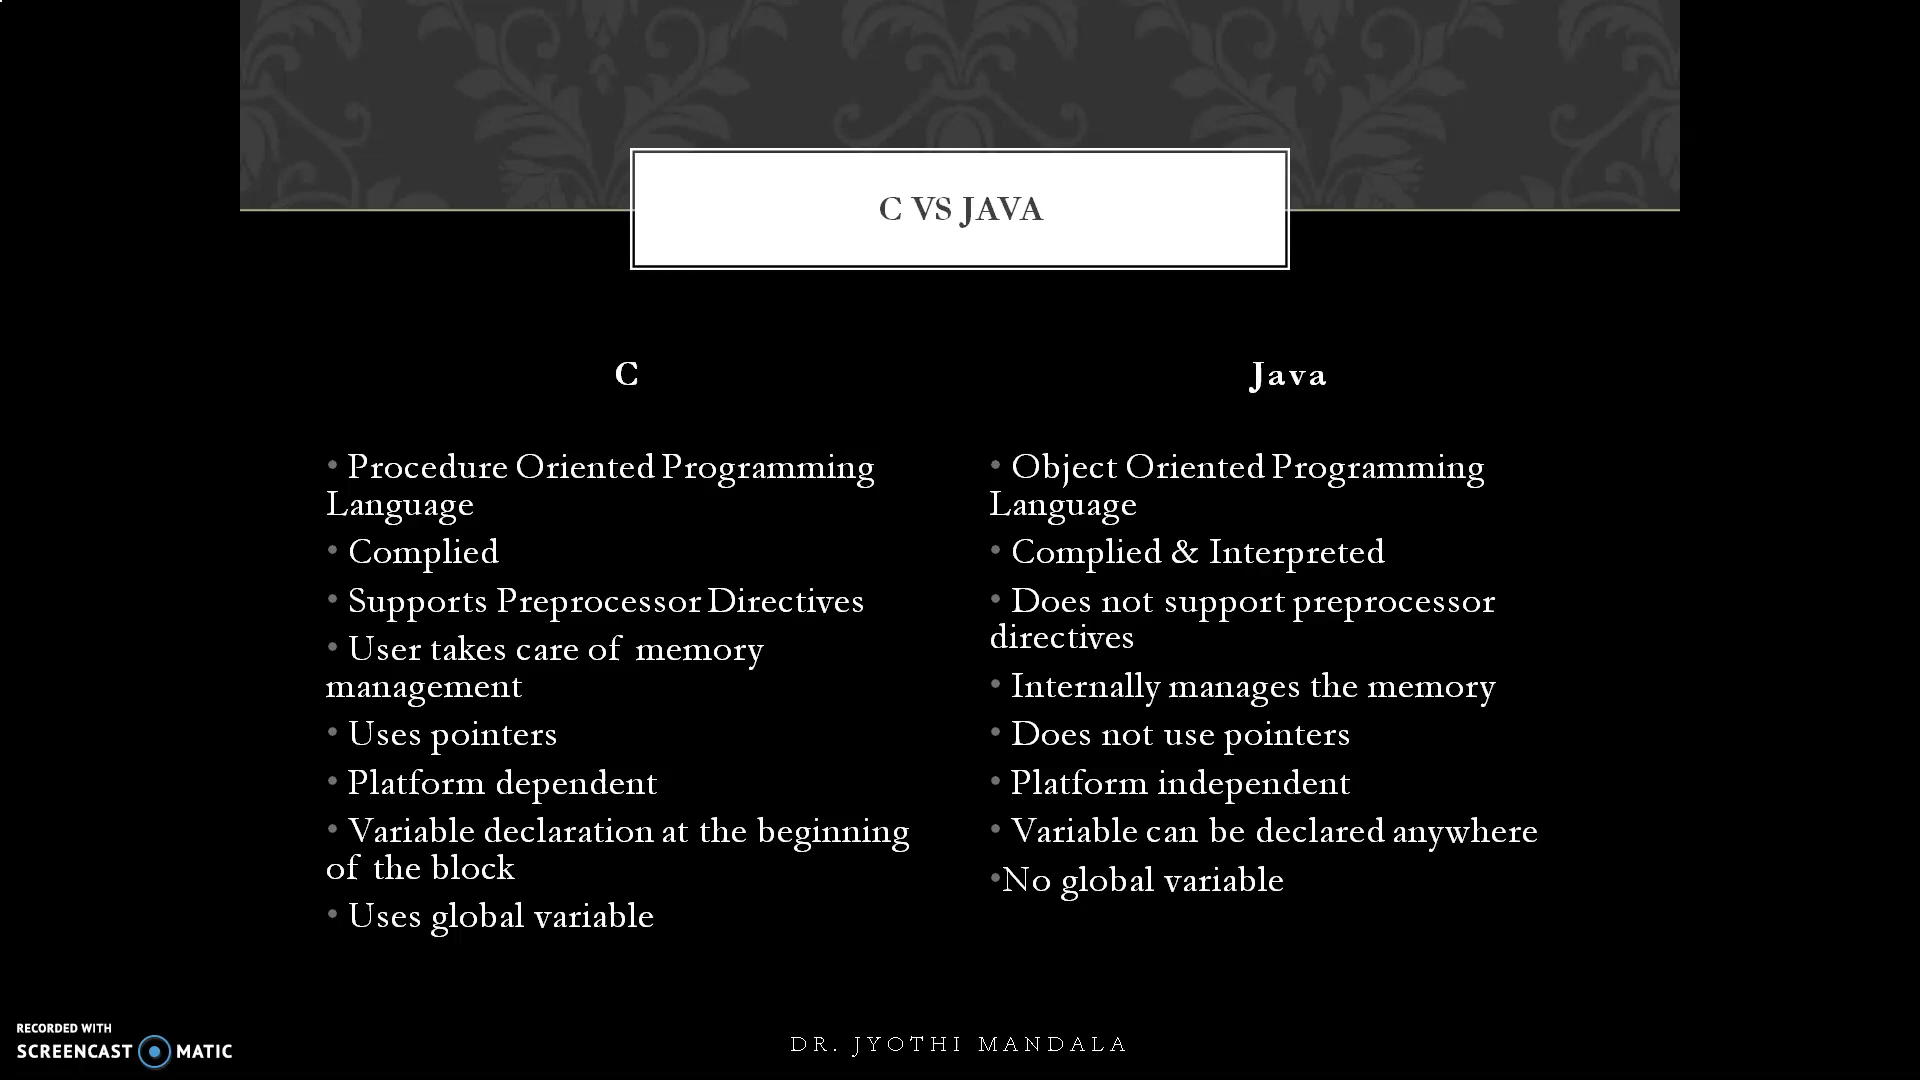 C VS JAVA
C
• Procedure Oriented Programming
Language
• Complied
• Supports Preprocessor Directives
• User takes care of memory
management
• Uses pointers
• Platform dependent
• Variable declaration at the beginning
of the block
• Uses global variable
Java
• Object Oriented Programming
Language
• Complied & Interpreted
• Does not support preprocessor
directives
• Internally manages the memory
• Does not use pointers
• Platform independent
• Variable can be declared anywhere
•No global variable
RECORDED WITH
SCREENCAST MATIC
DR. JYOTHI MANDALA